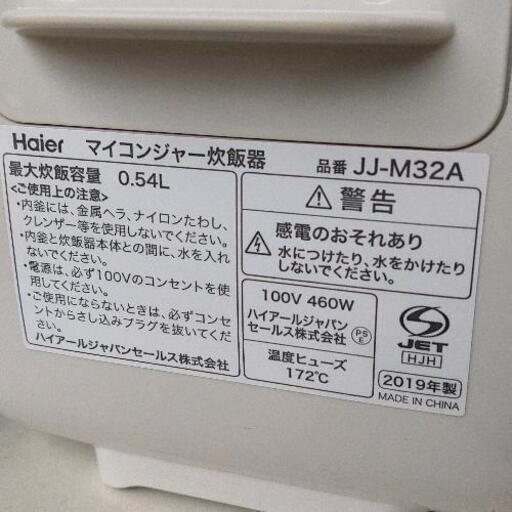 Haier マイコンジャー炊飯器 品番 JJ-M32A
最大炊飯容量 0.54L
<ご使用上の注意>
・内釜には、金属ヘラ、ナイロンたわし、
クレンザー等を使用しないでください。
・内釜と炊飯器本体との間に、水を入れ
ないでください。
・電源は、必ず100Vのコンセントを使
用してください。
・ご使用にならないときは、必ずコンセ
ントからさし込みプラグを抜いてくだ
さい。
ハイアールジャパンセールス株式会社
警告
感電のおそれあり
水につけたり、水をかけたり
しないでください。
100V 460W
ハイアールジャパン
セールス株式会社
PS
E
温度ヒューズ
172℃
JET
HJH
2019年製
MADE IN CHINA